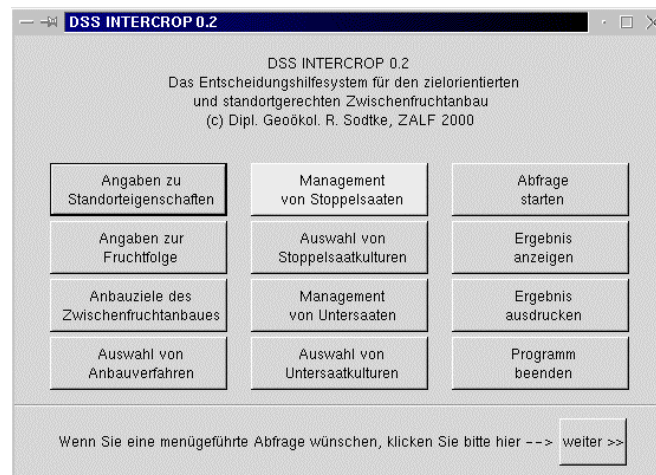 DSS INTERCROP 0.2
DSS INTERCROP 0.2
Das Entscheidungshilfesystem für den zielorientierten
und standortgerechten Zwischenfruchtanbau
(c) Dipl. Geoökol. R. Sodtke, ZALF 2000
Angaben zu
Standorteigenschaften
Management
von Stoppelsaaten
Abfrage
starten
Angaben zur
Fruchtfolge
Auswahl von
Stoppelsaatkulturen
Ergebnis
anzeigen
Anbauziele des
Zwischenfruchtanbaues
Management
von Untersaaten
Ergebnis
ausdrucken
Auswahl von
Anbauverfahren
Auswahl von
Untersaatkulturen
Programm
beenden
Wenn Sie eine menügeführte Abfrage wünschen, klicken Sie bitte hier --> weiter >>